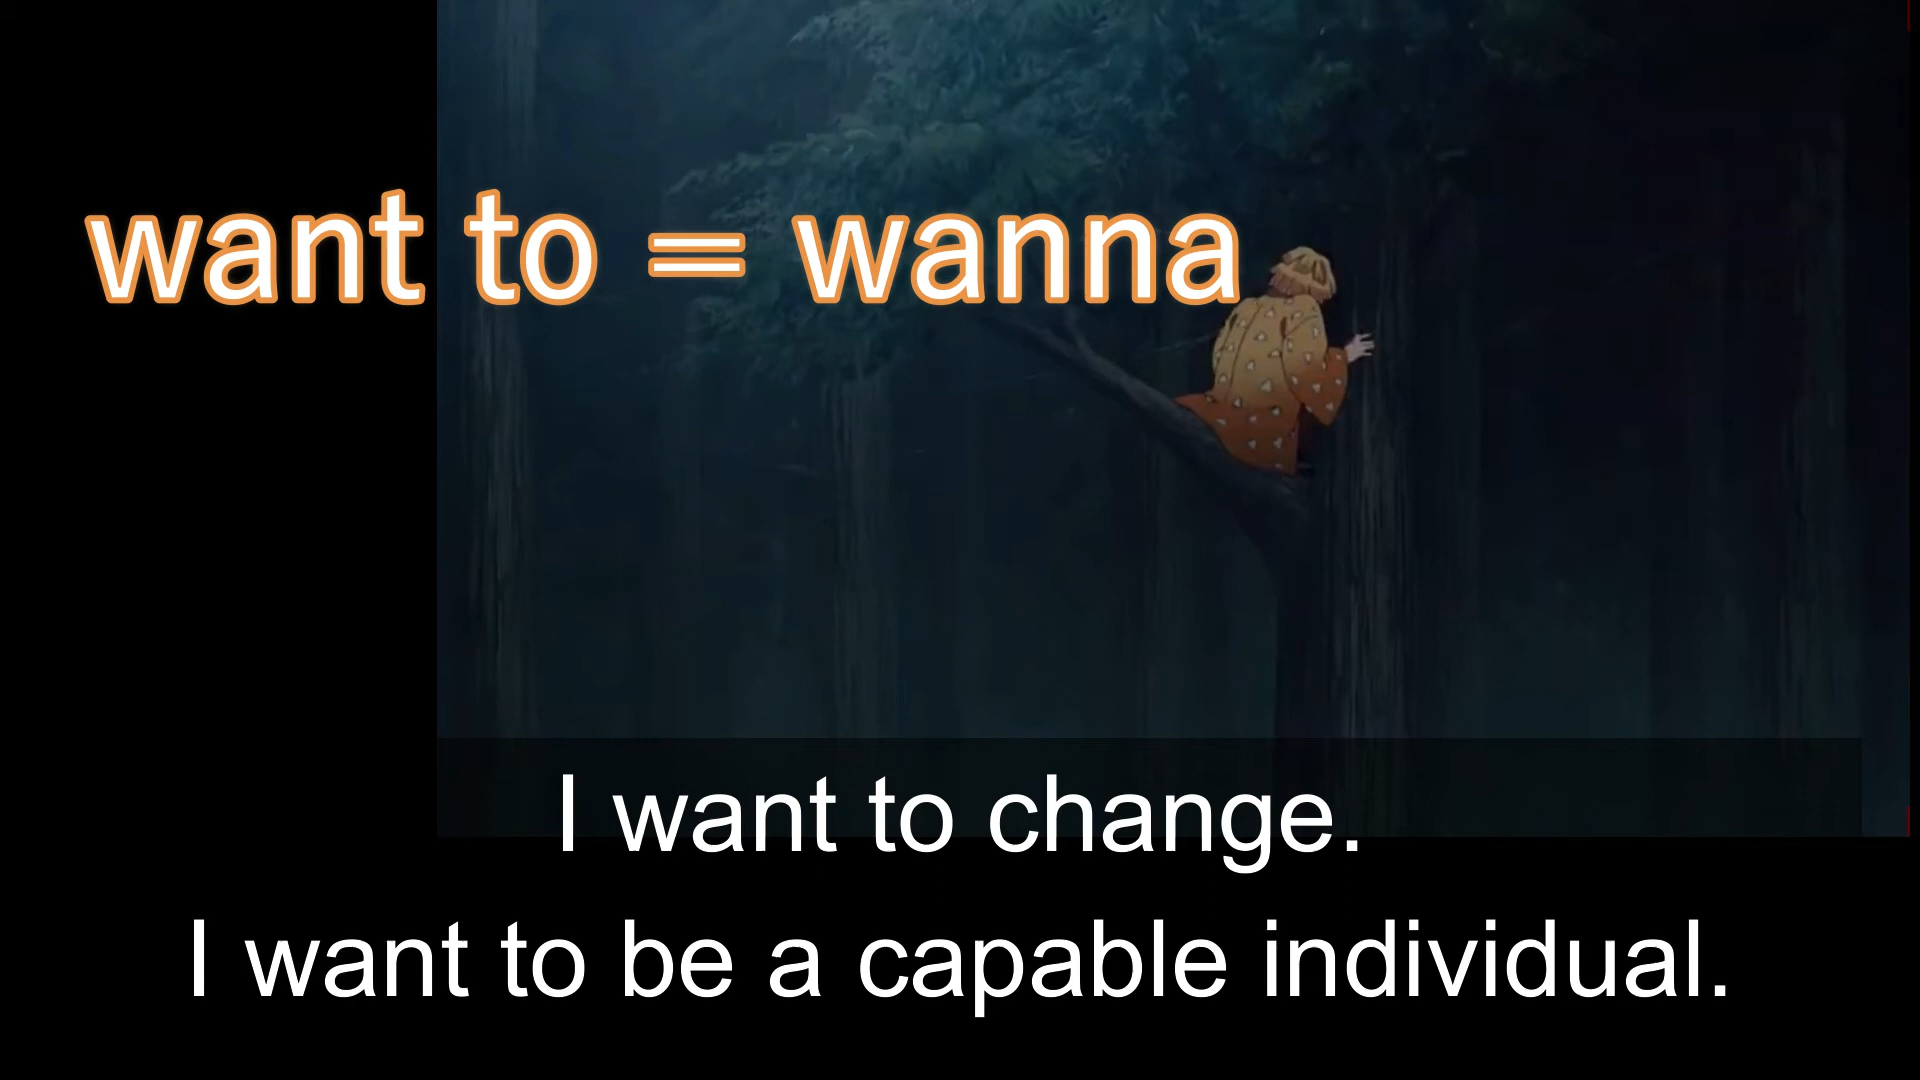 want to = wanna
I want to change.
I want to be a capable individual.